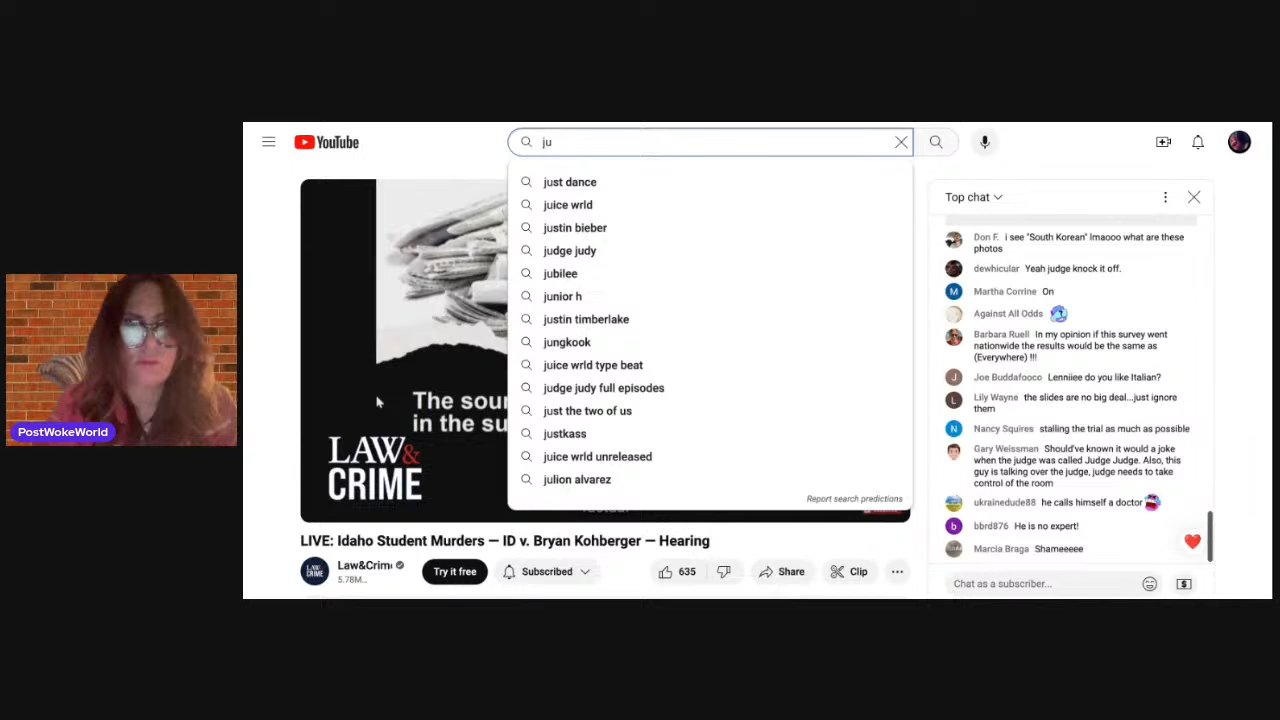 YouTube
ju
just dance
juice wrld
justin bieber
judge judy
jubilee
junior h
justin timberlake
jungkook
juice wrld type beat
judge judy full episodes
just the two of us
justkass
juice wrld unreleased
julion alvarez
Report search predictions
The sour
in the su
LAW&
CRIME
LIVE: Idaho Student Murders — ID v. Bryan Kohberger — Hearing
Law&Crime
5.78M...
Try it free
Subscribed
635
Share
Clip
Top chat
Don F. i see "South Korean" lmaooo what are these
photos
dewhicular Yeah judge knock it off.
Martha Corrine On
Against All Odds
Barbara Ruell In my opinion if this survey went
nationwide the results would be the same as
(Everywhere) !!!
Joe Buddafooco Lenniiee do you like Italian?
Lily Wayne the slides are no big deal...just ignore
them
Nancy Squires stalling the trial as much as possible
Gary Weissman Should've known it would a joke
when the judge was called Judge Judge. Also, this
guy is talking over the judge, judge needs to take
control of the room
ukrainedude88 he calls himself a doctor
bbrd876 He is no expert!
Marcia Braga Shameeee
Chat as a subscriber...
PostWokeWorld